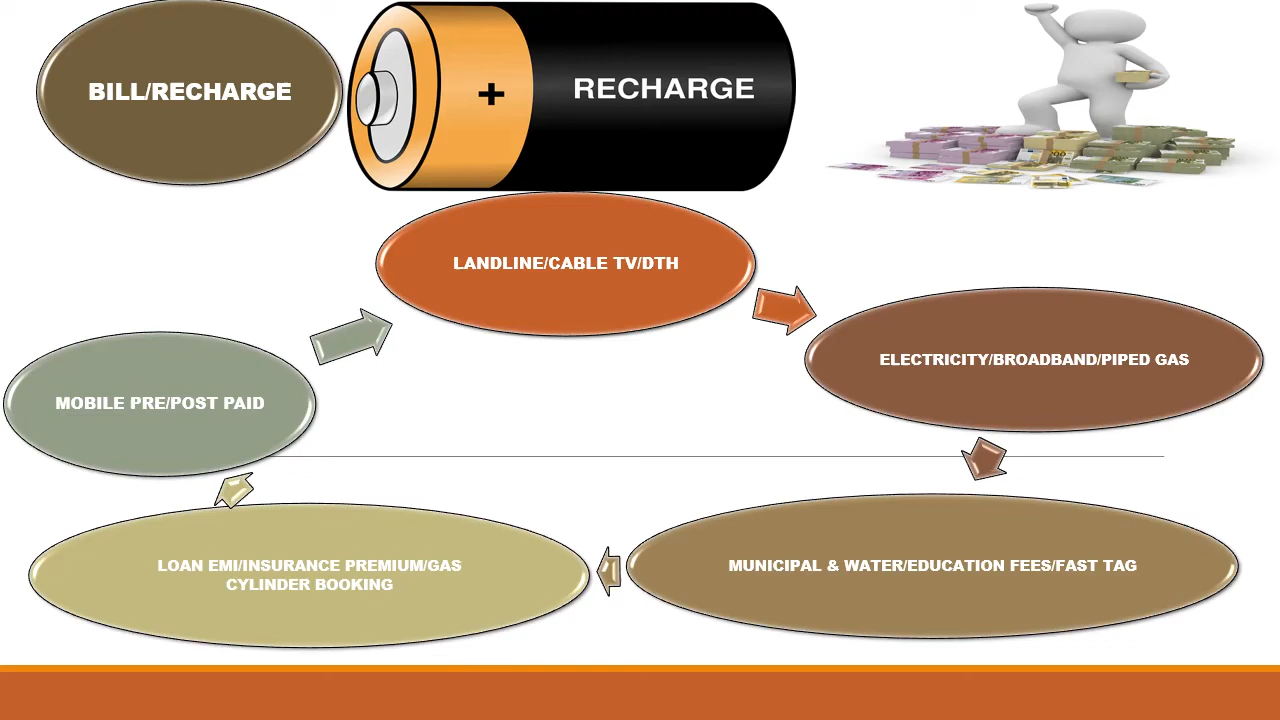 BILL/RECHARGE
+
RECHARGE
LANDLINE/CABLE TV/DTH
ELECTRICITY/BROADBAND/PIPED GAS
MOBILE PRE/POST PAID
LOAN EMI/INSURANCE PREMIUM/GAS
CYLINDER BOOKING
MUNICIPAL & WATER/EDUCATION FEES/FAST TAG